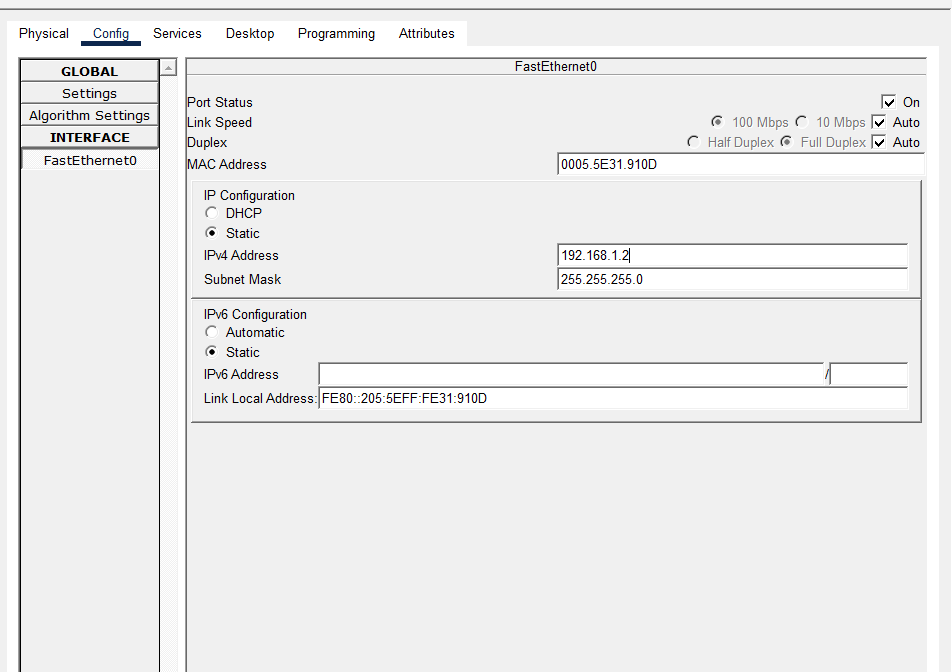 Physical Config Services Desktop Programming Attributes
GLOBAL
Settings
Algorithm Settings
INTERFACE
FastEthernet0
FastEthernet0
Port Status On
Link Speed 100 Mbps 10 Mbps Auto
Duplex Half Duplex Full Duplex Auto
MAC Address 0005.5E31.910D
IP Configuration
DHCP
Static
IPv4 Address 192.168.1.2
Subnet Mask 255.255.255.0
IPv6 Configuration
Automatic
Static
IPv6 Address /
Link Local Address: FE80::205:5EFF:FE31:910D